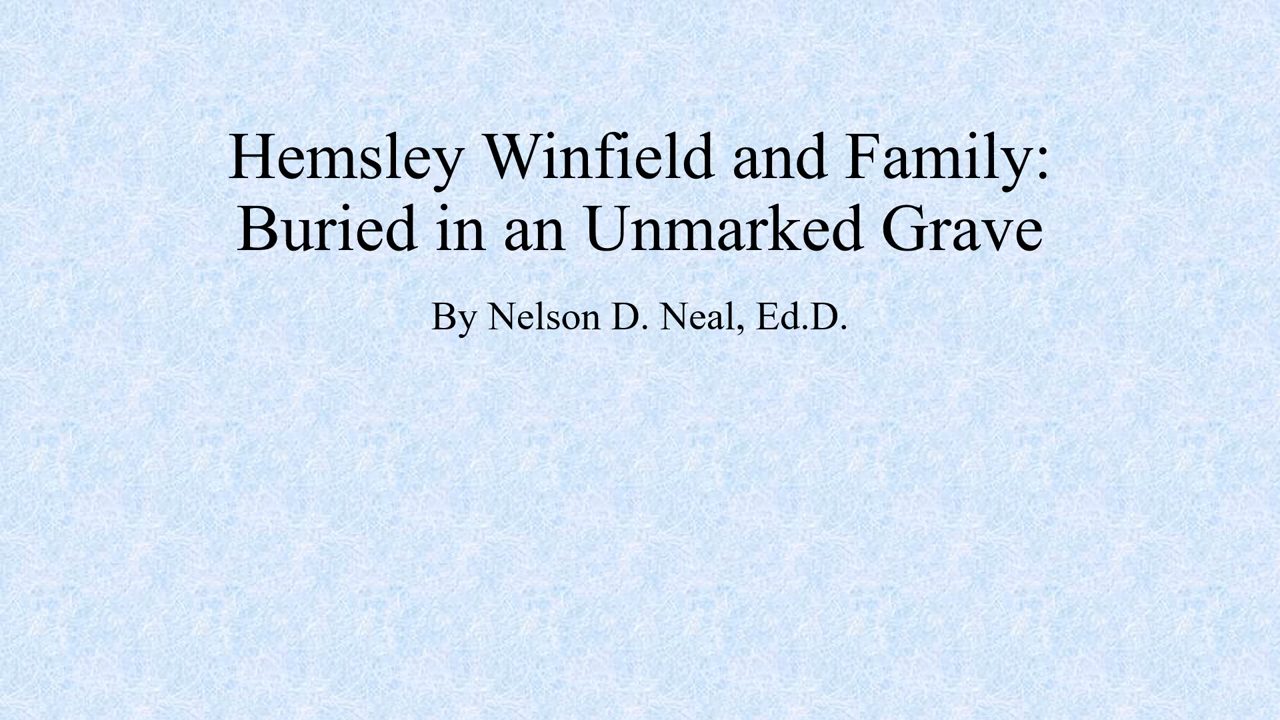 Hemsley Winfield and Family:
Buried in an Unmarked Grave
By Nelson D. Neal, Ed.D.